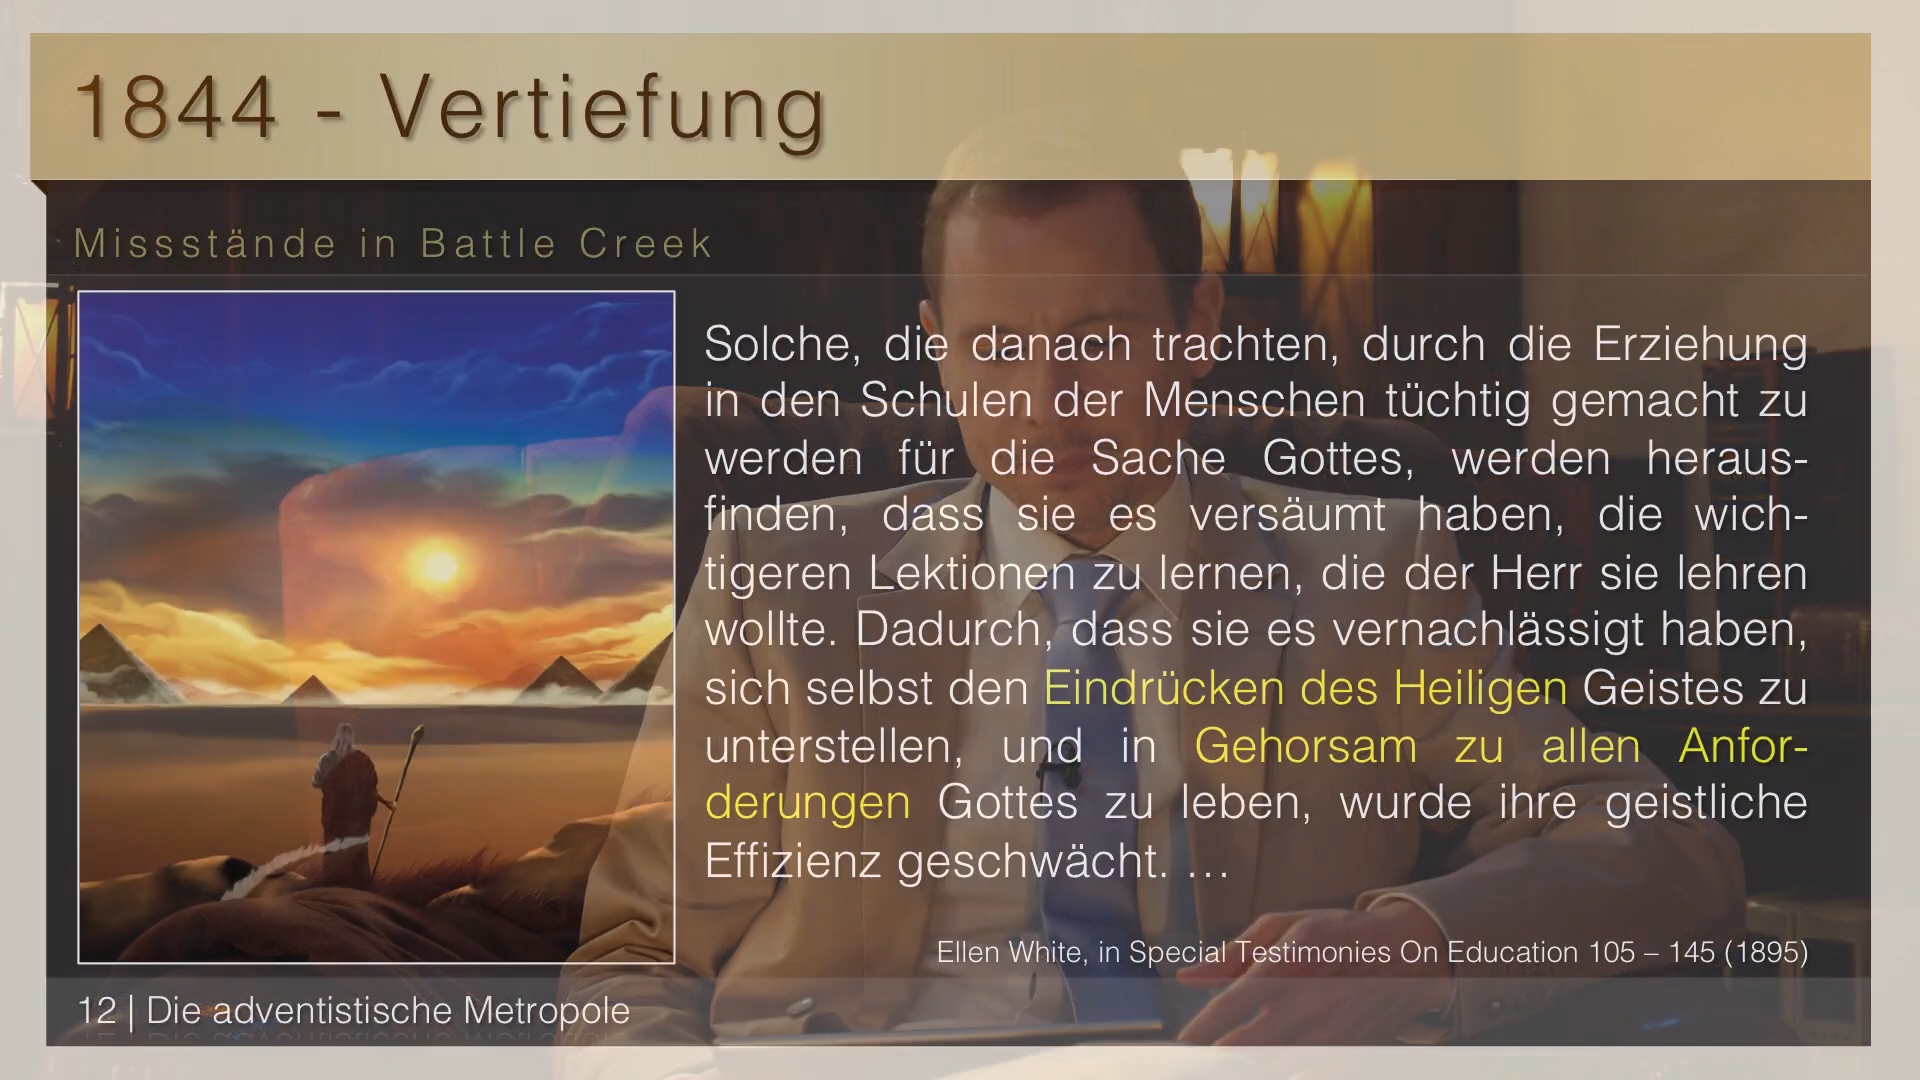 1844 - Vertiefung
Missstände in Battle Creek
Solche, die danach trachten, durch die Erziehung
in den Schulen der Menschen tüchtig gemacht zu
werden für die Sache Gottes, werden heraus-
finden, dass sie es versäumt haben, die wich-
tigeren Lektionen zu lernen, die der Herr sie lehren
wollte. Dadurch, dass sie es vernachlässigt haben,
sich selbst den Eindrücken des Heiligen Geistes zu
unterstellen, und in Gehorsam zu allen Anfor-
derungen Gottes zu leben, wurde ihre geistliche
Effizienz geschwächt. …
Ellen White, in Special Testimonies On Education 105 – 145 (1895)
12 | Die adventistische Metropole